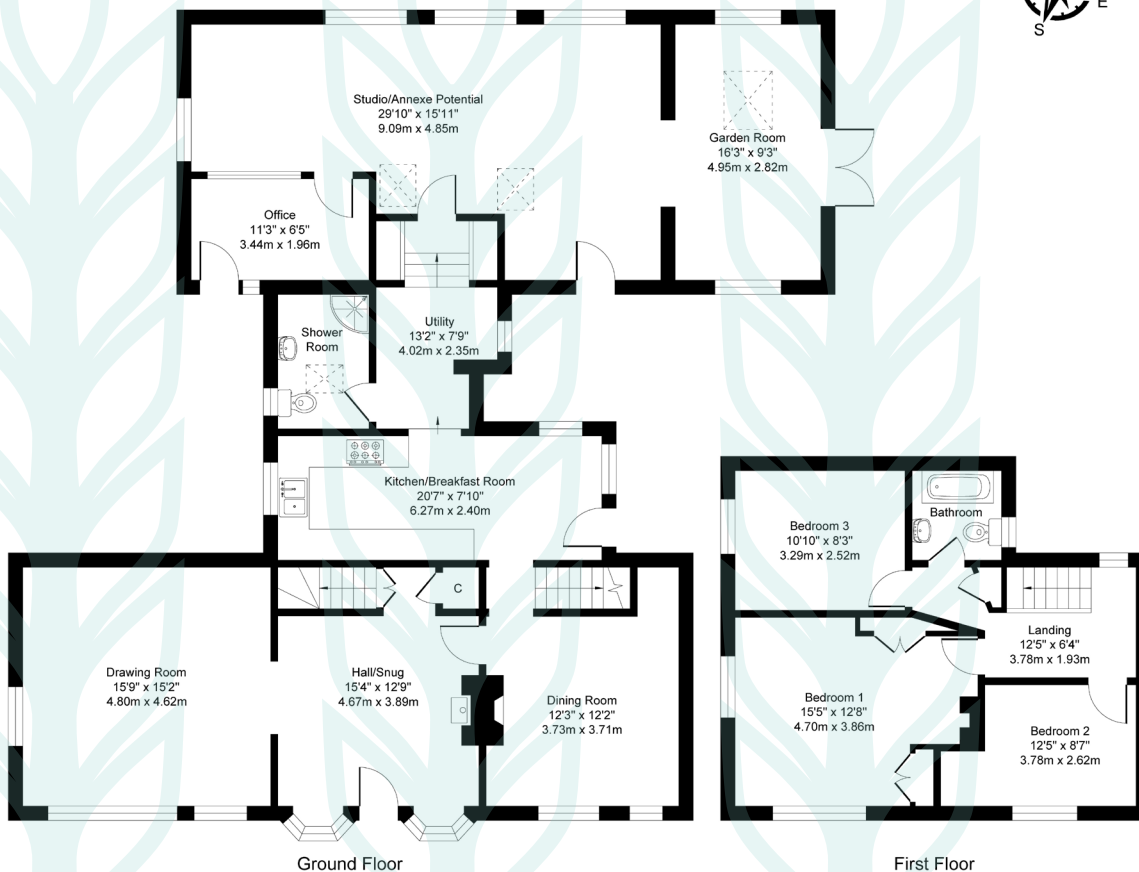 E
S
Studio/Annexe Potential
29'10" x 15'11"
9.09m x 4.85m
Garden Room
16'3" x 9'3"
4.95m x 2.82m
Office
11'3" x 6'5"
3.44m x 1.96m
Shower
Room
Utility
13'2" x 7'9"
4.02m x 2.35m
Kitchen/Breakfast Room
20'7" x 7'10"
6.27m x 2.40m
C
Drawing Room
15'9" x 15'2"
4.80m x 4.62m
Hall/Snug
15'4" x 12'9"
4.67m x 3.89m
Dining Room
12'3" x 12'2"
3.73m x 3.71m
Ground Floor
Bedroom 3
10'10" x 8'3"
3.29m x 2.52m
Bathroom
Landing
12'5" x 6'4"
3.78m x 1.93m
Bedroom 1
15'5" x 12'8"
4.70m x 3.86m
Bedroom 2
12'5" x 8'7"
3.78m x 2.62m
First Floor